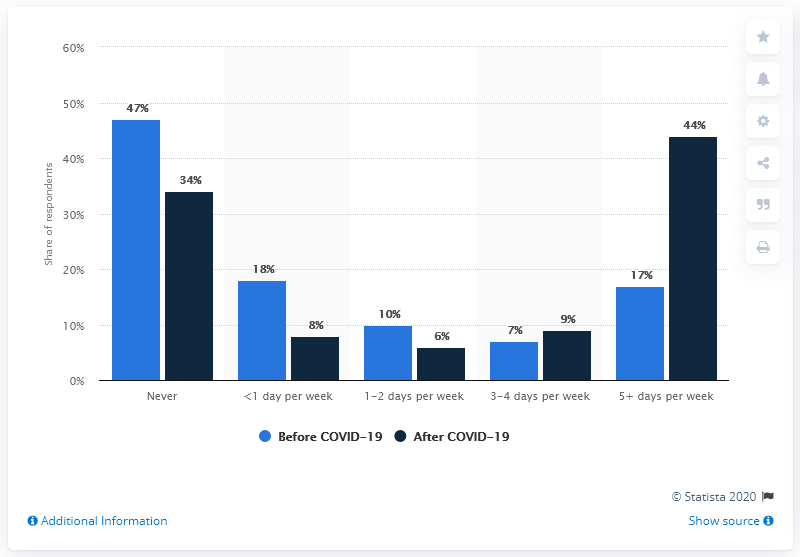 60%
50%
40%
30%
20%
10%
0%
Share of respondents
47%
34%
18%
8%
10%
6%
7%
9%
17%
44%
Never
<1 day per week
1–2 days per week
3–4 days per week
5+ days per week
Before COVID–19
After COVID–19
© Statista 2020
Additional Information
Show source